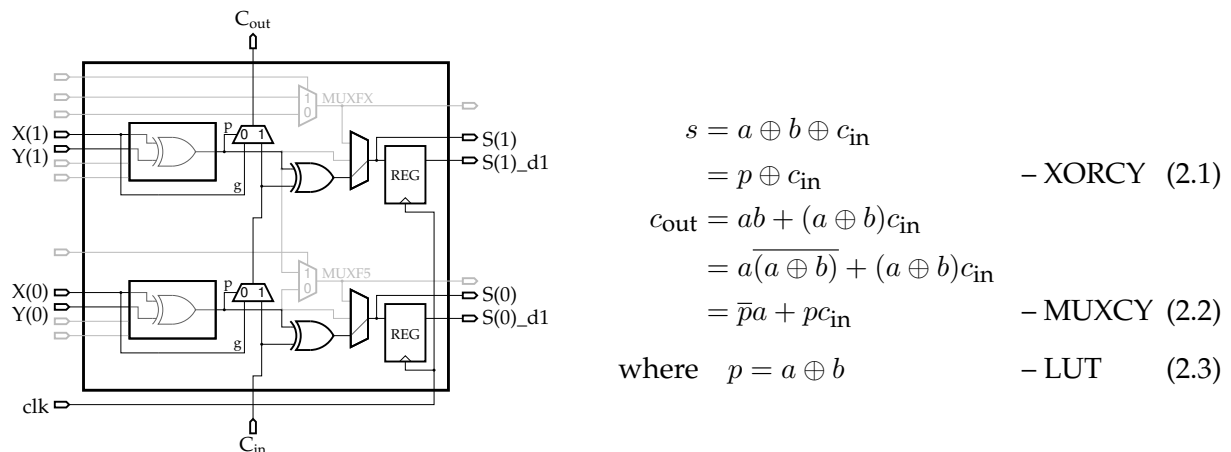 C_out
MUXFX
1
0
X(1)
Y(1)
p
0 1
g
REG
S(1)
S(1)_d1
MUXF5
1
0
X(0)
Y(0)
p
0 1
g
REG
S(0)
S(0)_d1
clk
C_in
s = a ⊕ b ⊕ c_in
= p ⊕ c_in – XORCY (2.1)
c_out = ab + (a ⊕ b)c_in
= a\overline{(a ⊕ b)} + (a ⊕ b)c_in
= p̅a + pc_in – MUXCY (2.2)
where p = a ⊕ b – LUT (2.3)